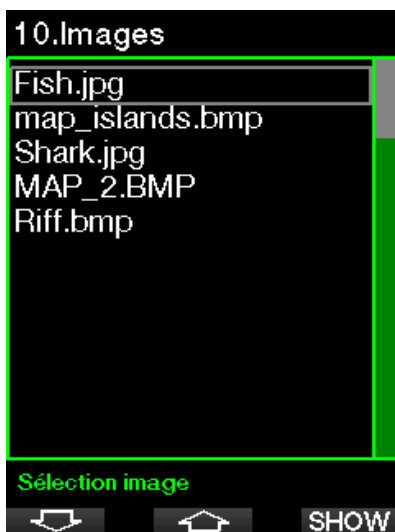 10.Images
Fish.jpg
map_islands.bmp
Shark.jpg
MAP_2.BMP
Riff.bmp
Sélection image
SHOW